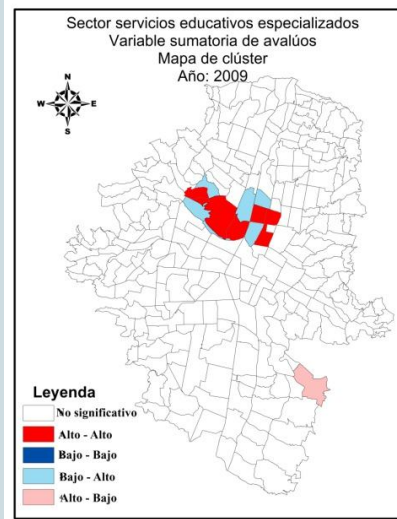 Sector servicios educativos especializados
Variable sumatoria de avalúos
Mapa de clúster
Año: 2009
N
W
E
S
Leyenda
No significativo
Alto - Alto
Bajo - Bajo
Bajo - Alto
Alto - Bajo